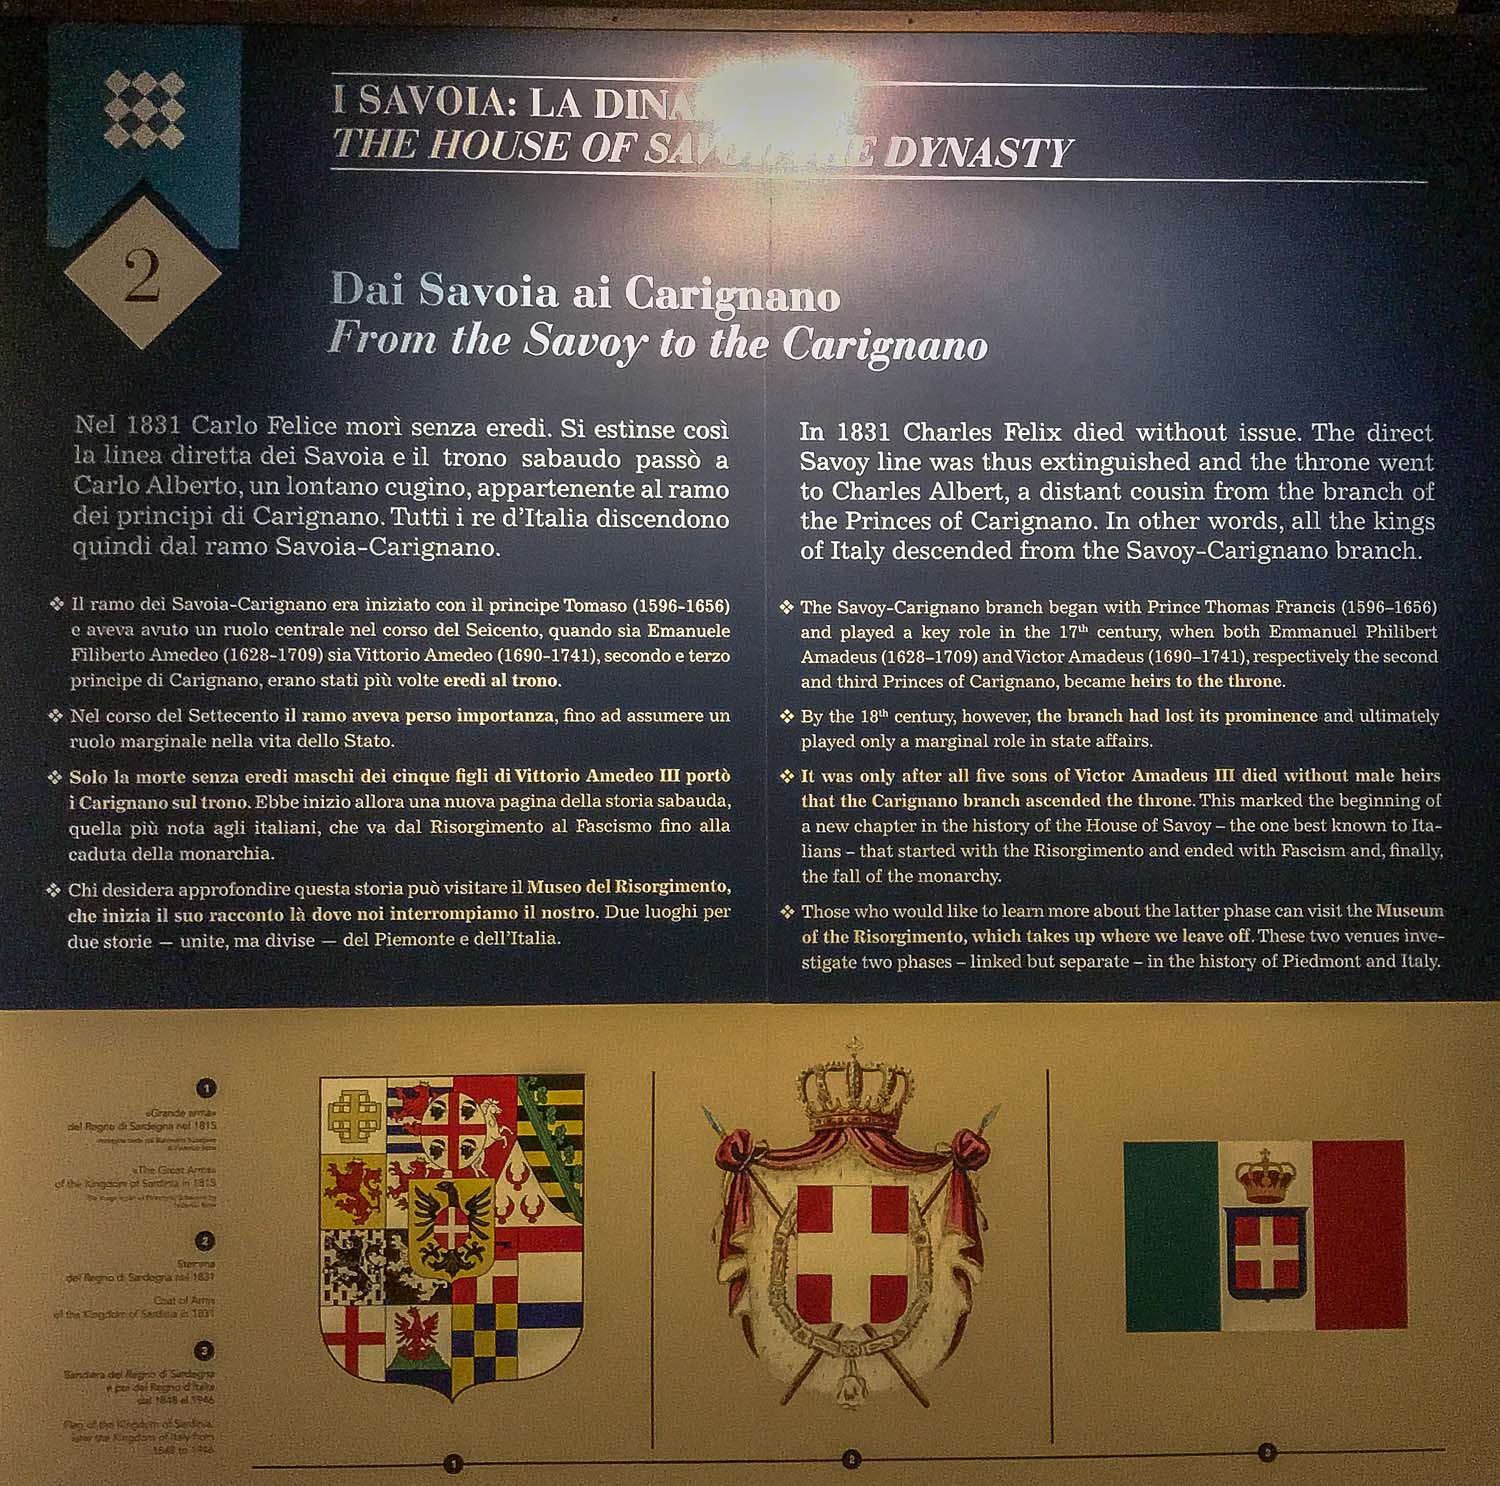 I SAVOIA: LA DINA
THE HOUSE OF SAVOY: THE DYNASTY
2
Dai Savoia ai Carignano
From the Savoy to the Carignano
Nel 1831 Carlo Felice morì senza eredi. Si estinse così
la linea diretta dei Savoia e il trono sabaudo passò a
Carlo Alberto, un lontano cugino, appartenente al ramo
dei principi di Carignano. Tutti i re d'Italia discendono
quindi dal ramo Savoia-Carignano.
❖ Il ramo dei Savoia-Carignano era iniziato con il principe Tomaso (1596-1656)
e aveva avuto un ruolo centrale nel corso del Seicento, quando sia Emanuele
Filiberto Amedeo (1628-1709) sia Vittorio Amedeo (1690-1741), secondo e terzo
principe di Carignano, erano stati più volte eredi al trono.
❖ Nel corso del Settecento il ramo aveva perso importanza, fino ad assumere un
ruolo marginale nella vita dello Stato.
❖ Solo la morte senza eredi maschi dei cinque figli di Vittorio Amedeo III portò
i Carignano sul trono. Ebbe inizio allora una nuova pagina della storia sabauda,
quella più nota agli italiani, che va dal Risorgimento al Fascismo fino alla
caduta della monarchia.
❖ Chi desidera approfondire questa storia può visitare il Museo del Risorgimento,
che inizia il suo racconto là dove noi interrompiamo il nostro. Due luoghi per
due storie — unite, ma divise — del Piemonte e dell'Italia.
In 1831 Charles Felix died without issue. The direct
Savoy line was thus extinguished and the throne went
to Charles Albert, a distant cousin from the branch of
the Princes of Carignano. In other words, all the kings
of Italy descended from the Savoy-Carignano branch.
❖ The Savoy-Carignano branch began with Prince Thomas Francis (1596–1656)
and played a key role in the 17th century, when both Emmanuel Philibert
Amadeus (1628–1709) and Victor Amadeus (1690–1741), respectively the second
and third Princes of Carignano, became heirs to the throne.
❖ By the 18th century, however, the branch had lost its prominence and ultimately
played only a marginal role in state affairs.
❖ It was only after all five sons of Victor Amadeus III died without male heirs
that the Carignano branch ascended the throne. This marked the beginning of
a new chapter in the history of the House of Savoy – the one best known to Ita-
lians – that started with the Risorgimento and ended with Fascism and, finally,
the fall of the monarchy.
❖ Those who would like to learn more about the latter phase can visit the Museum
of the Risorgimento, which takes up where we leave off. These two venues inve-
stigate two phases – linked but separate – in the history of Piedmont and Italy.
1
«Grande arma»
del Regno di Sardegna nel 1815
«The Great Arms»
of the Kingdom of Sardinia in 1815
2
Stemma
del Regno di Sardegna nel 1831
Coat of Arms
of the Kingdom of Sardinia in 1831
3
Bandiera del Regno di Sardegna
e poi del Regno d'Italia
dal 1848 al 1946
Flag of the Kingdom of Sardinia,
later the Kingdom of Italy from
1848 to 1946
1
2
3